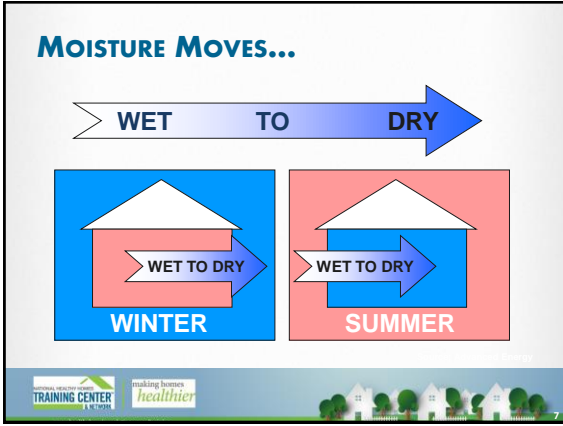 MOISTURE MOVES...
WET TO DRY
WET TO DRY
WINTER
WET TO DRY
SUMMER
NATIONAL HEALTHY HOMES
TRAINING CENTER
& NETWORK
making homes
healthier
7